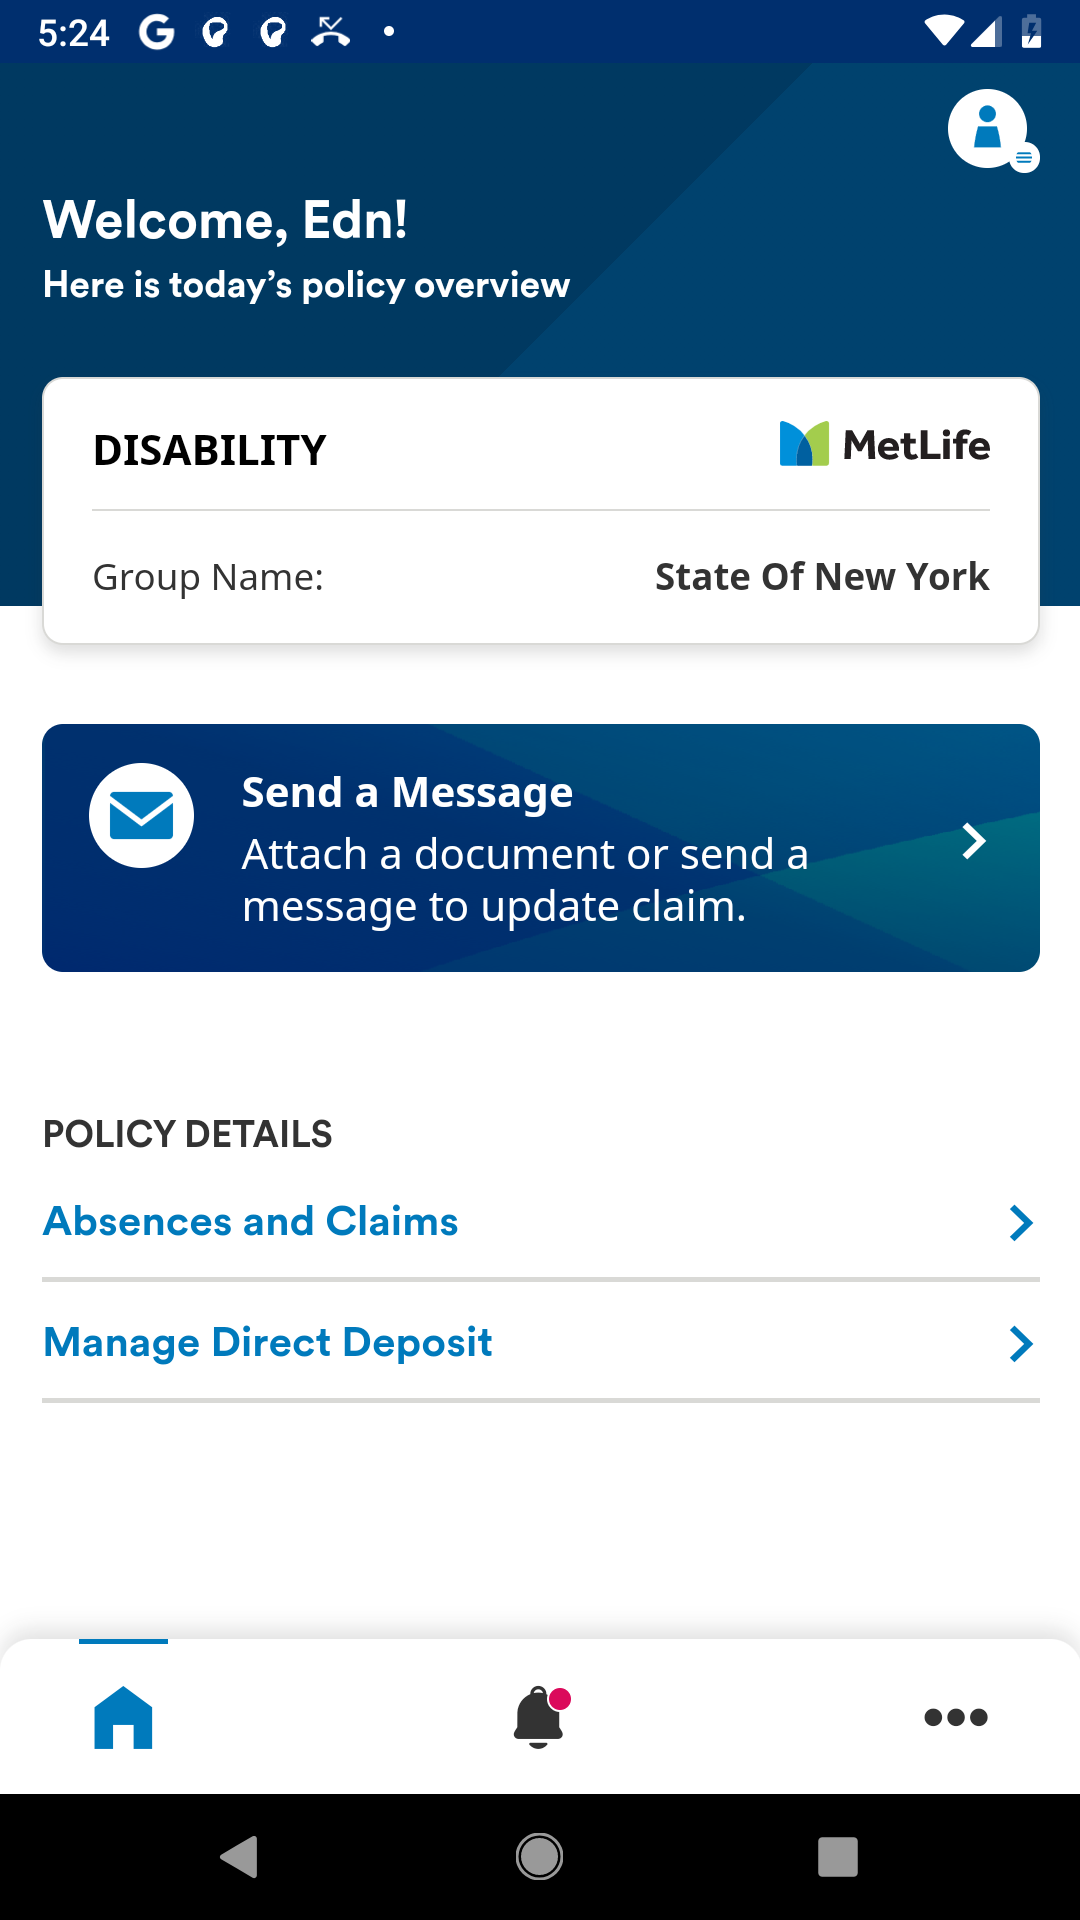 5:24
Welcome, Edn!
Here is today’s policy overview
DISABILITY
MetLife
Group Name:
State Of New York
Send a Message
Attach a document or send a
message to update claim.
POLICY DETAILS
Absences and Claims
Manage Direct Deposit